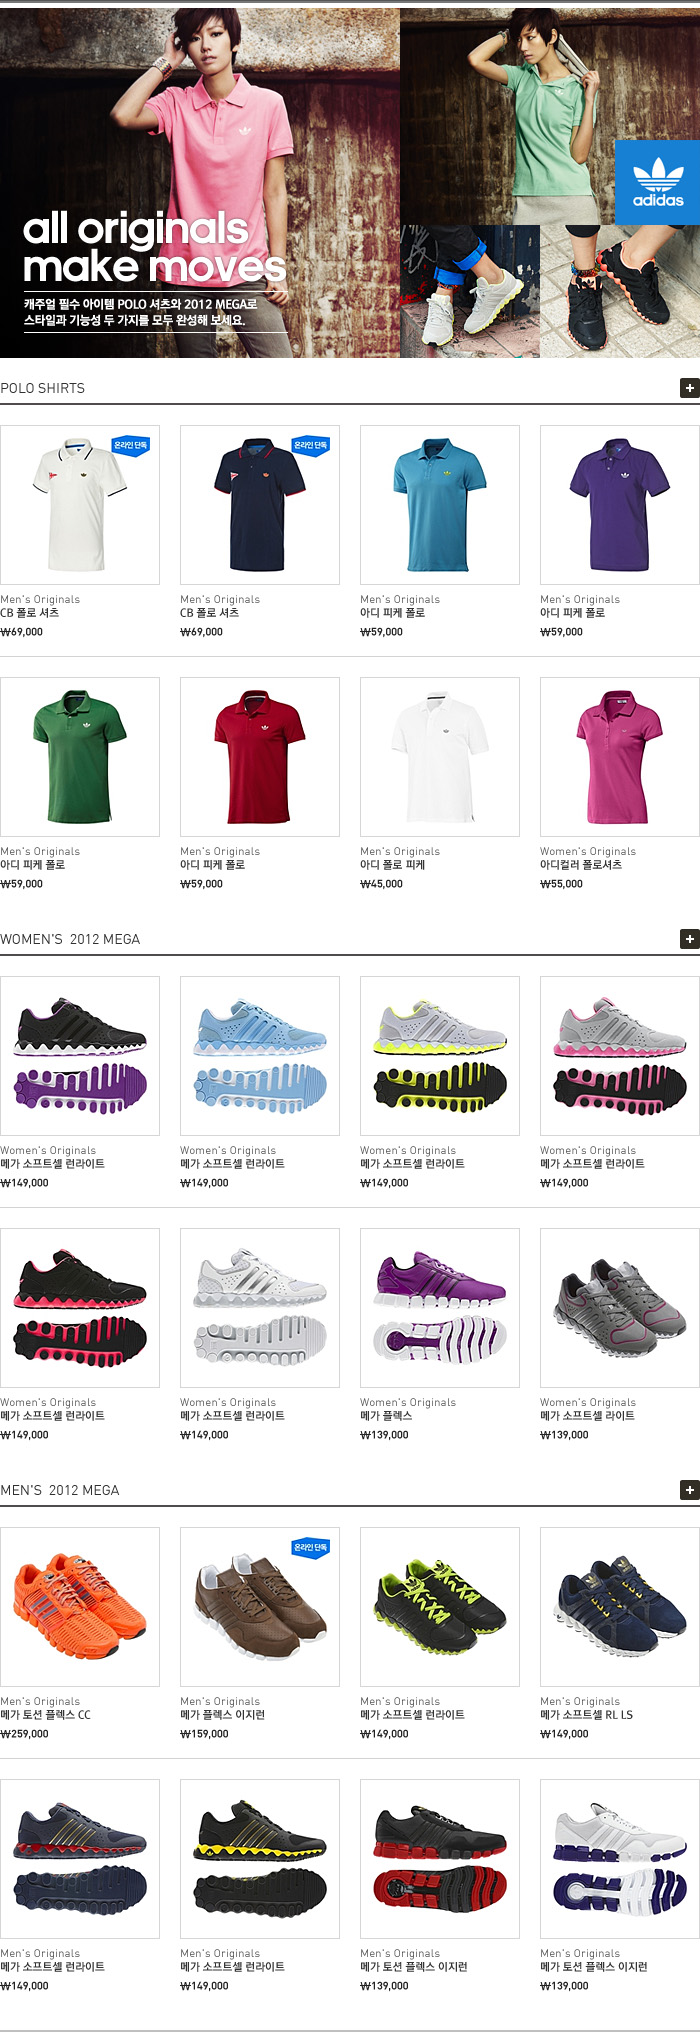 adidas
all originals
make moves
캐주얼 필수 아이템 POLO 셔츠와 2012 MEGA로
스타일과 기능성 두 가지를 모두 완성해 보세요.
POLO SHIRTS
온라인 단독
온라인 단독
Men's Originals
CB 폴로 셔츠
₩69,000
Men's Originals
CB 폴로 셔츠
₩69,000
Men's Originals
아디 피케 폴로
₩59,000
Men's Originals
아디 피케 폴로
₩59,000
Men's Originals
아디 피케 폴로
₩59,000
Men's Originals
아디 피케 폴로
₩59,000
Men's Originals
아디 폴로 피케
₩45,000
Women's Originals
아디컬러 폴로셔츠
₩55,000
WOMEN'S 2012 MEGA
Women's Originals
메가 소프트셀 런라이트
₩149,000
Women's Originals
메가 소프트셀 런라이트
₩149,000
Women's Originals
메가 소프트셀 런라이트
₩149,000
Women's Originals
메가 소프트셀 런라이트
₩149,000
Women's Originals
메가 소프트셀 런라이트
₩149,000
Women's Originals
메가 소프트셀 런라이트
₩149,000
Women's Originals
메가 플렉스
₩139,000
Women's Originals
메가 소프트셀 라이트
₩139,000
MEN'S 2012 MEGA
온라인 단독
Men's Originals
메가 토션 플렉스 CC
₩259,000
Men's Originals
메가 플렉스 이지런
₩159,000
Men's Originals
메가 소프트셀 런라이트
₩149,000
Men's Originals
메가 소프트셀 RL LS
₩149,000
Men's Originals
메가 소프트셀 런라이트
₩149,000
Men's Originals
메가 소프트셀 런라이트
₩149,000
Men's Originals
메가 토션 플렉스 이지런
₩139,000
Men's Originals
메가 토션 플렉스 이지런
₩139,000